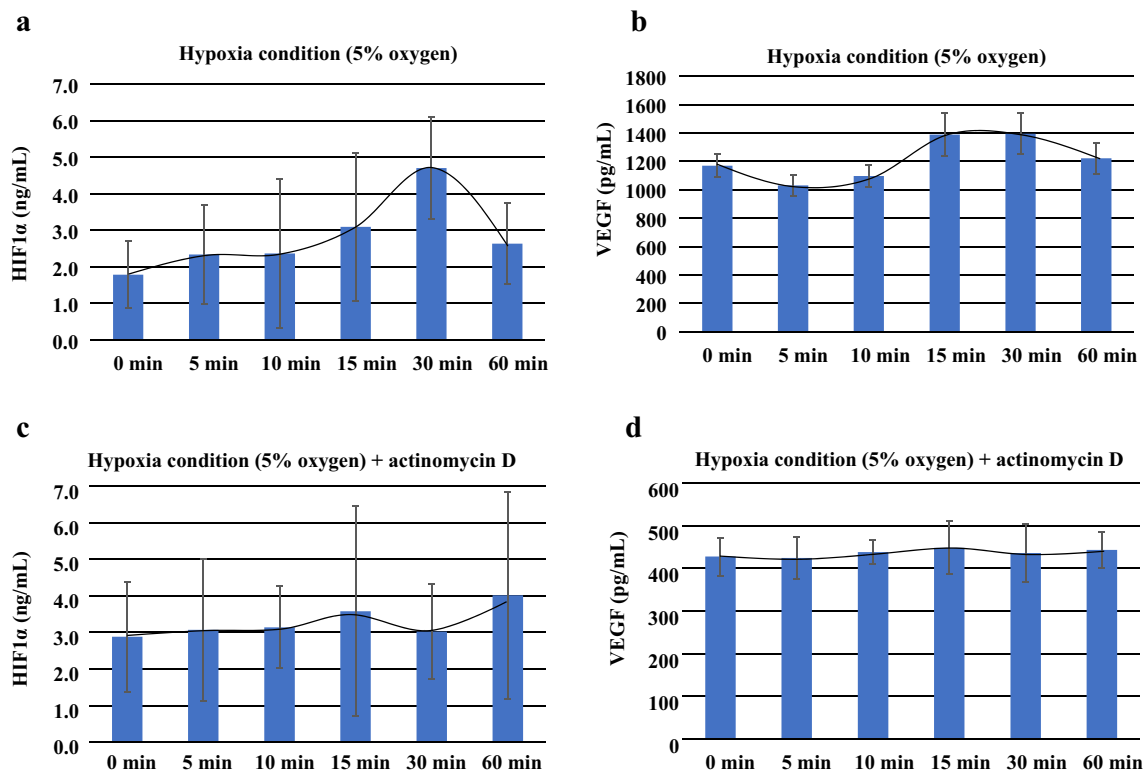 a
Hypoxia condition (5% oxygen)
HIF1α (ng/mL)
7.0
6.0
5.0
4.0
3.0
2.0
1.0
0.0
0 min 5 min 10 min 15 min 30 min 60 min
b
Hypoxia condition (5% oxygen)
VEGF (pg/mL)
1800
1600
1400
1200
1000
800
600
400
200
0
0 min 5 min 10 min 15 min 30 min 60 min
c
Hypoxia condition (5% oxygen) + actinomycin D
HIF1α (ng/mL)
7.0
6.0
5.0
4.0
3.0
2.0
1.0
0.0
0 min 5 min 10 min 15 min 30 min 60 min
d
Hypoxia condition (5% oxygen) + actinomycin D
VEGF (pg/mL)
600
500
400
300
200
100
0
0 min 5 min 10 min 15 min 30 min 60 min